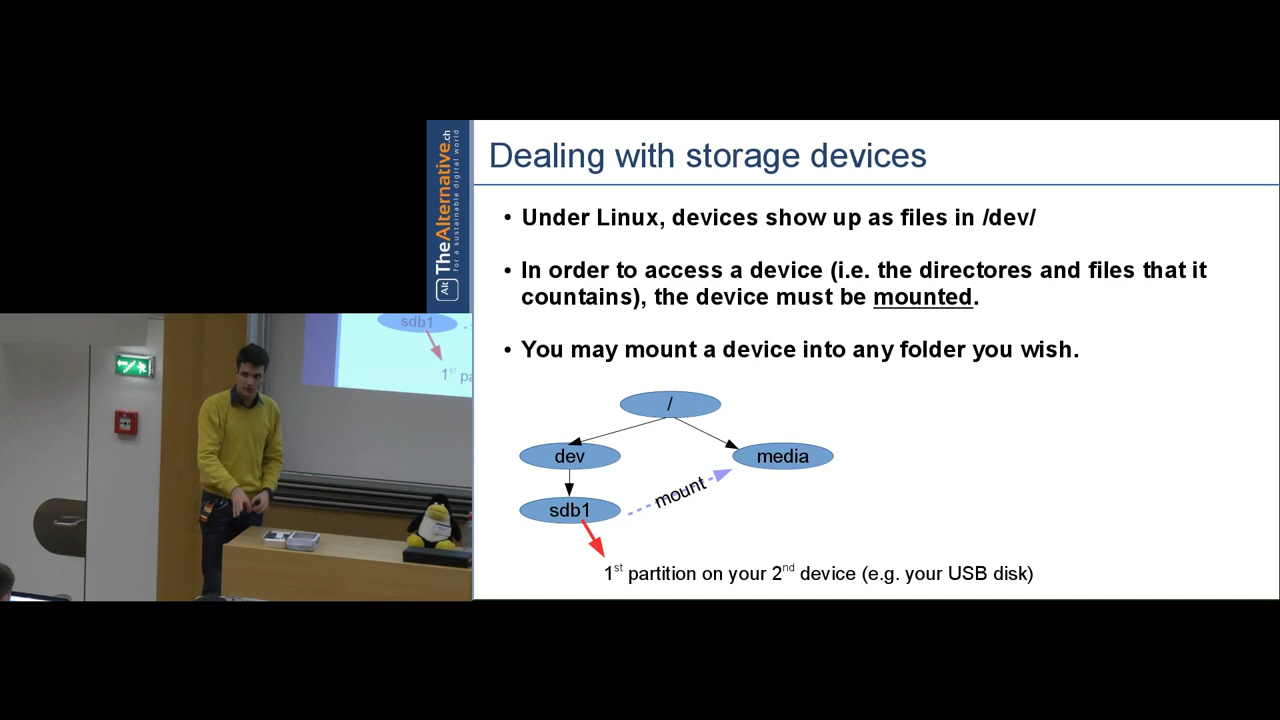 Alt TheAlternative.ch
for a sustainable digital world
Dealing with storage devices
• Under Linux, devices show up as files in /dev/
• In order to access a device (i.e. the directores and files that it
countains), the device must be mounted.
• You may mount a device into any folder you wish.
/
dev
media
mount
sdb1
1st partition on your 2nd device (e.g. your USB disk)
sdb1
1st pa